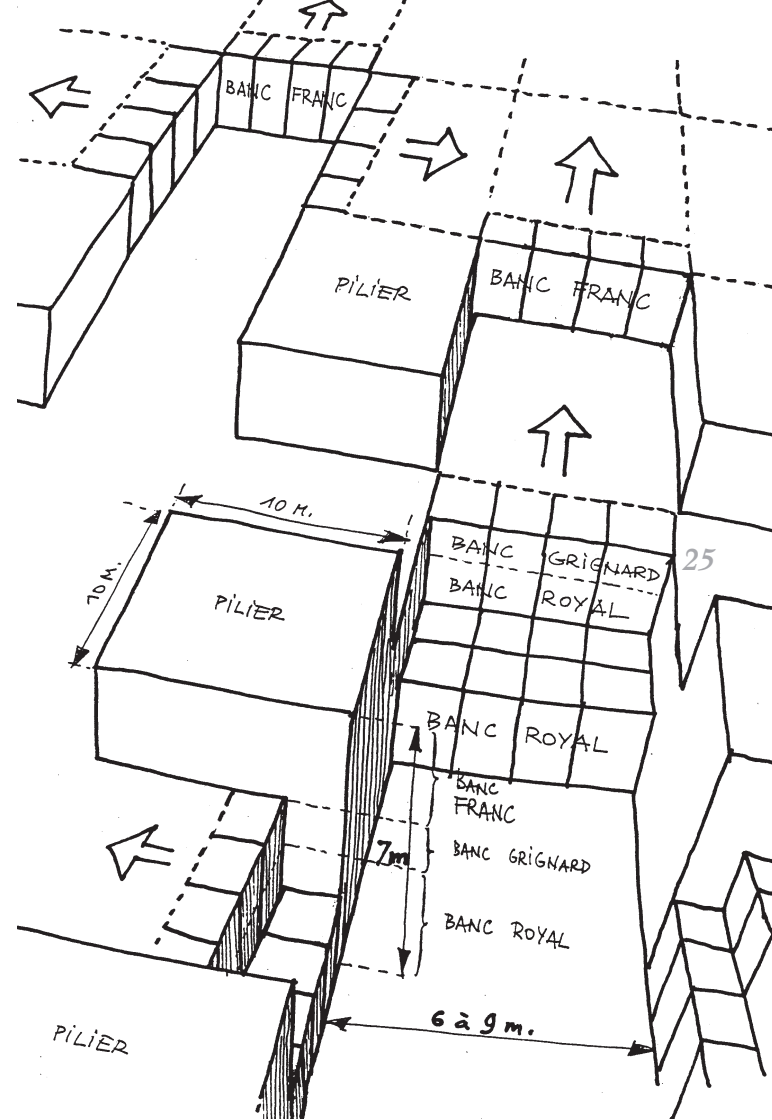 BANC FRANC
PILIER
BANC FRANC
10 M.
10 M.
BANC GRIGNARD
25
BANC ROYAL
PILIER
BANC ROYAL
BANC
FRANC
7m
BANC GRIGNARD
BANC ROYAL
6 à 9 m.
PILIER